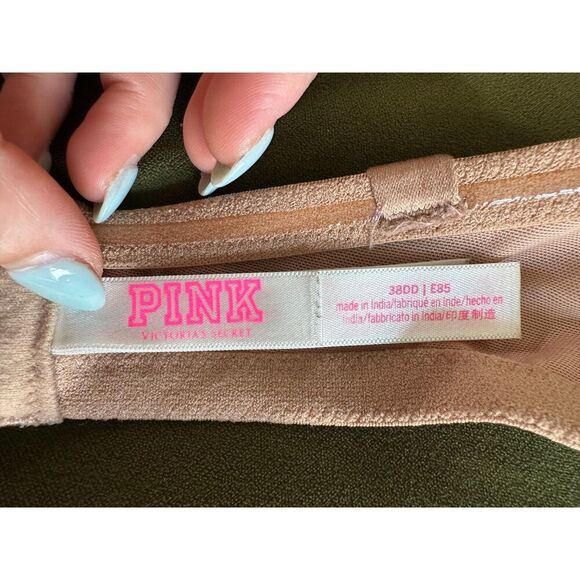 PINK
VICTORIA'S SECRET
38DD | E85
made in India/fabriqué en Inde/hecho en
India/fabbricato in India/印度制造